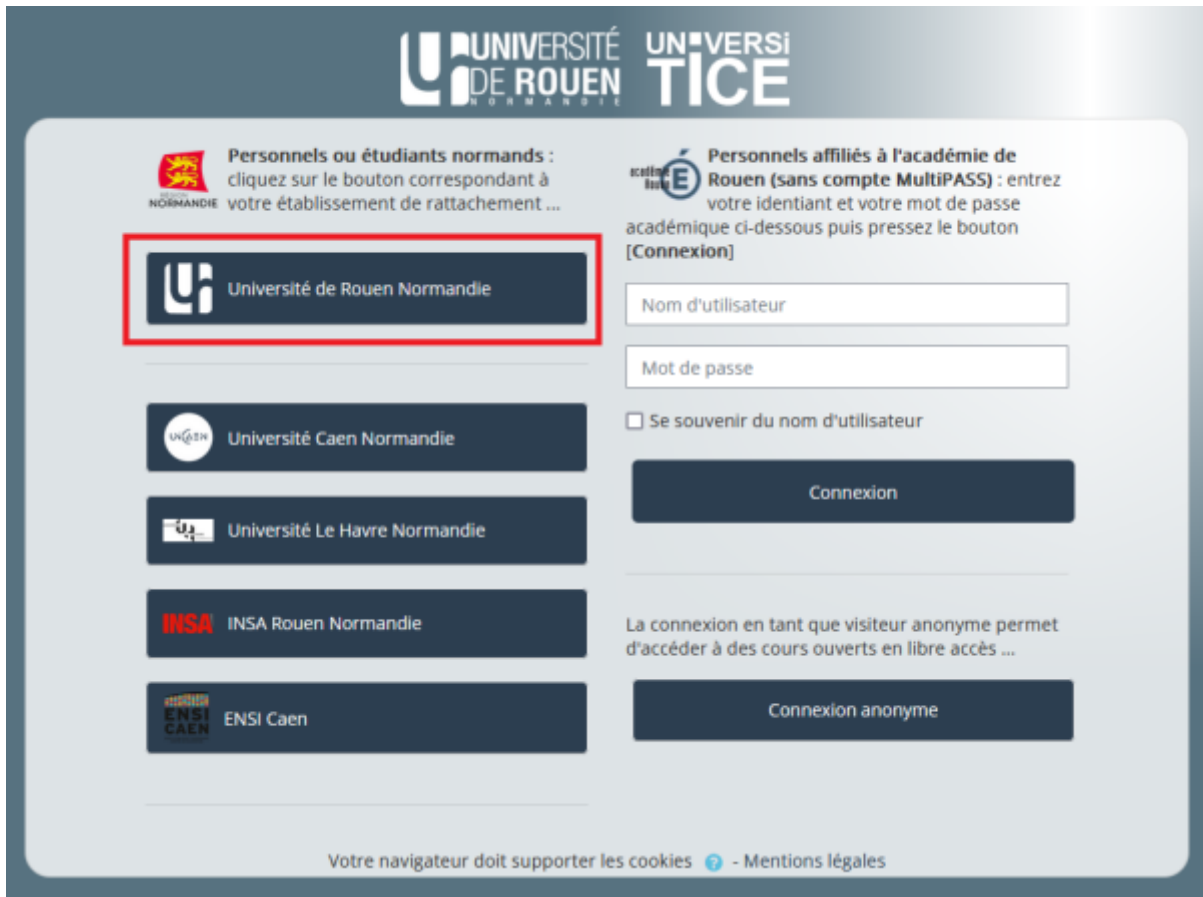 UNIVERSITÉ
DE ROUEN
NORMANDIE
UNIVERSi
TICE
RÉGION
NORMANDIE
Personnels ou étudiants normands :
cliquez sur le bouton correspondant à
votre établissement de rattachement ...
Université de Rouen Normandie
UNICAEN
Université Caen Normandie
Université Le Havre Normandie
INSA
INSA Rouen Normandie
ENSI
CAEN
ENSI Caen
académie
Rouen
Personnels affiliés à l'académie de
Rouen (sans compte MultiPASS) : entrez
votre identiant et votre mot de passe
académique ci-dessous puis pressez le bouton
[Connexion]
Nom d'utilisateur
Mot de passe
Se souvenir du nom d'utilisateur
Connexion
La connexion en tant que visiteur anonyme permet
d'accéder à des cours ouverts en libre accès ...
Connexion anonyme
Votre navigateur doit supporter les cookies ? - Mentions légales